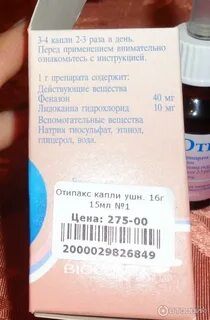 3-4 капли 2-3 раза в день.
Перед применением внимательно
ознакомьтесь с инструкцией.
1 г препарата содержит:
Действующие вещества
Феназон 40 мг
Лидокаина гидрохлорид 10 мг
Вспомогательные вещества
Натрия тиосульфат, этанол,
глицерол, вода.
Отипакс капли ушн. 16г
15мл №1
Цена: 275-00
2000029826849